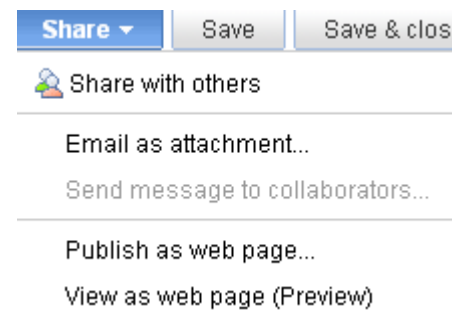 Share Save Save & clos
Share with others
Email as attachment...
Send message to collaborators...
Publish as web page...
View as web page (Preview)